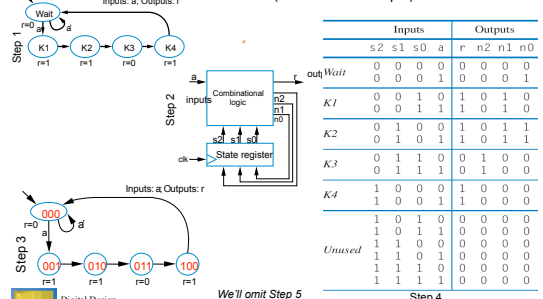 Inputs: a; Outputs: r
Wait
r=0
a
a'
K1
K2
K3
K4
r=1
r=1
r=0
r=1
Step 1
a
a
r
outp
inputs
Combinational
logic
n2
n1
n0
s2 s1 s0
clk
State register
Step 2
Inputs: a; Outputs: r
000
r=0
a
a'
001
010
011
100
r=1
r=1
r=0
r=1
Step 3
Inputs Outputs
s2 s1 s0 a r n2 n1 n0
Wait 0 0 0 0 0 0 0 0
0 0 0 1 0 0 0 1
K1 0 0 1 0 1 0 1 0
0 0 1 1 1 0 1 0
K2 0 1 0 0 1 0 1 1
0 1 0 1 1 0 1 1
K3 0 1 1 0 0 1 0 0
0 1 1 1 0 1 0 0
K4 1 0 0 0 1 0 0 0
1 0 0 1 1 0 0 0
1 0 1 0 0 0 0 0
1 0 1 1 0 0 0 0
Unused 1 1 0 0 0 0 0 0
1 1 0 1 0 0 0 0
1 1 1 0 0 0 0 0
1 1 1 1 0 0 0 0
We'll omit Step 5
Step 4
Digital Design